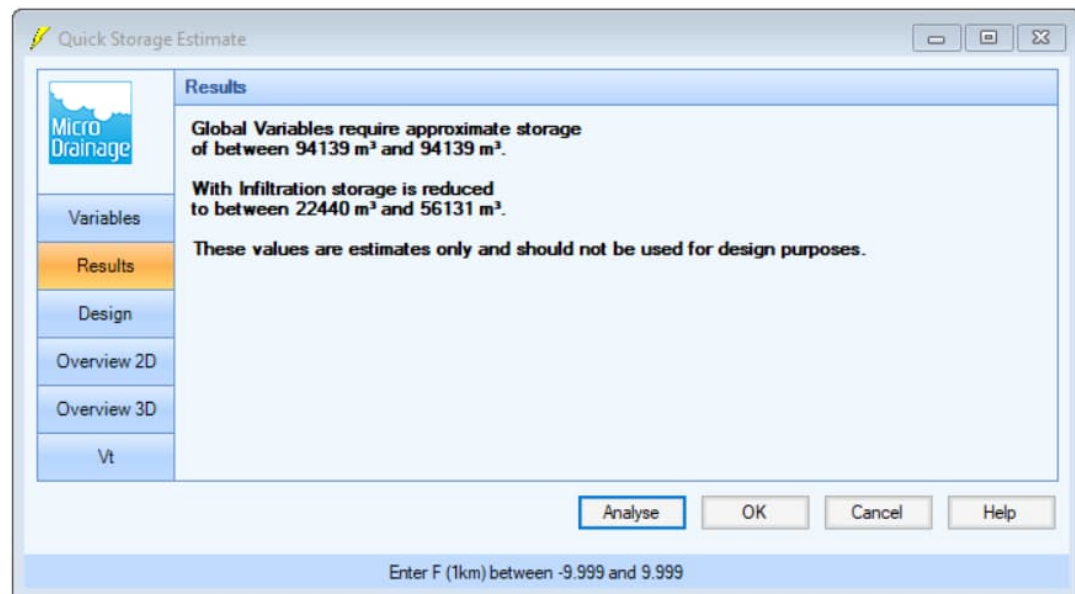 Quick Storage Estimate
Micro
Drainage
Variables
Results
Design
Overview 2D
Overview 3D
Vt
Results
Global Variables require approximate storage
of between 94139 m³ and 94139 m³.
With Infiltration storage is reduced
to between 22440 m³ and 56131 m³.
These values are estimates only and should not be used for design purposes.
Analyse
OK
Cancel
Help
Enter F (1km) between -9.999 and 9.999